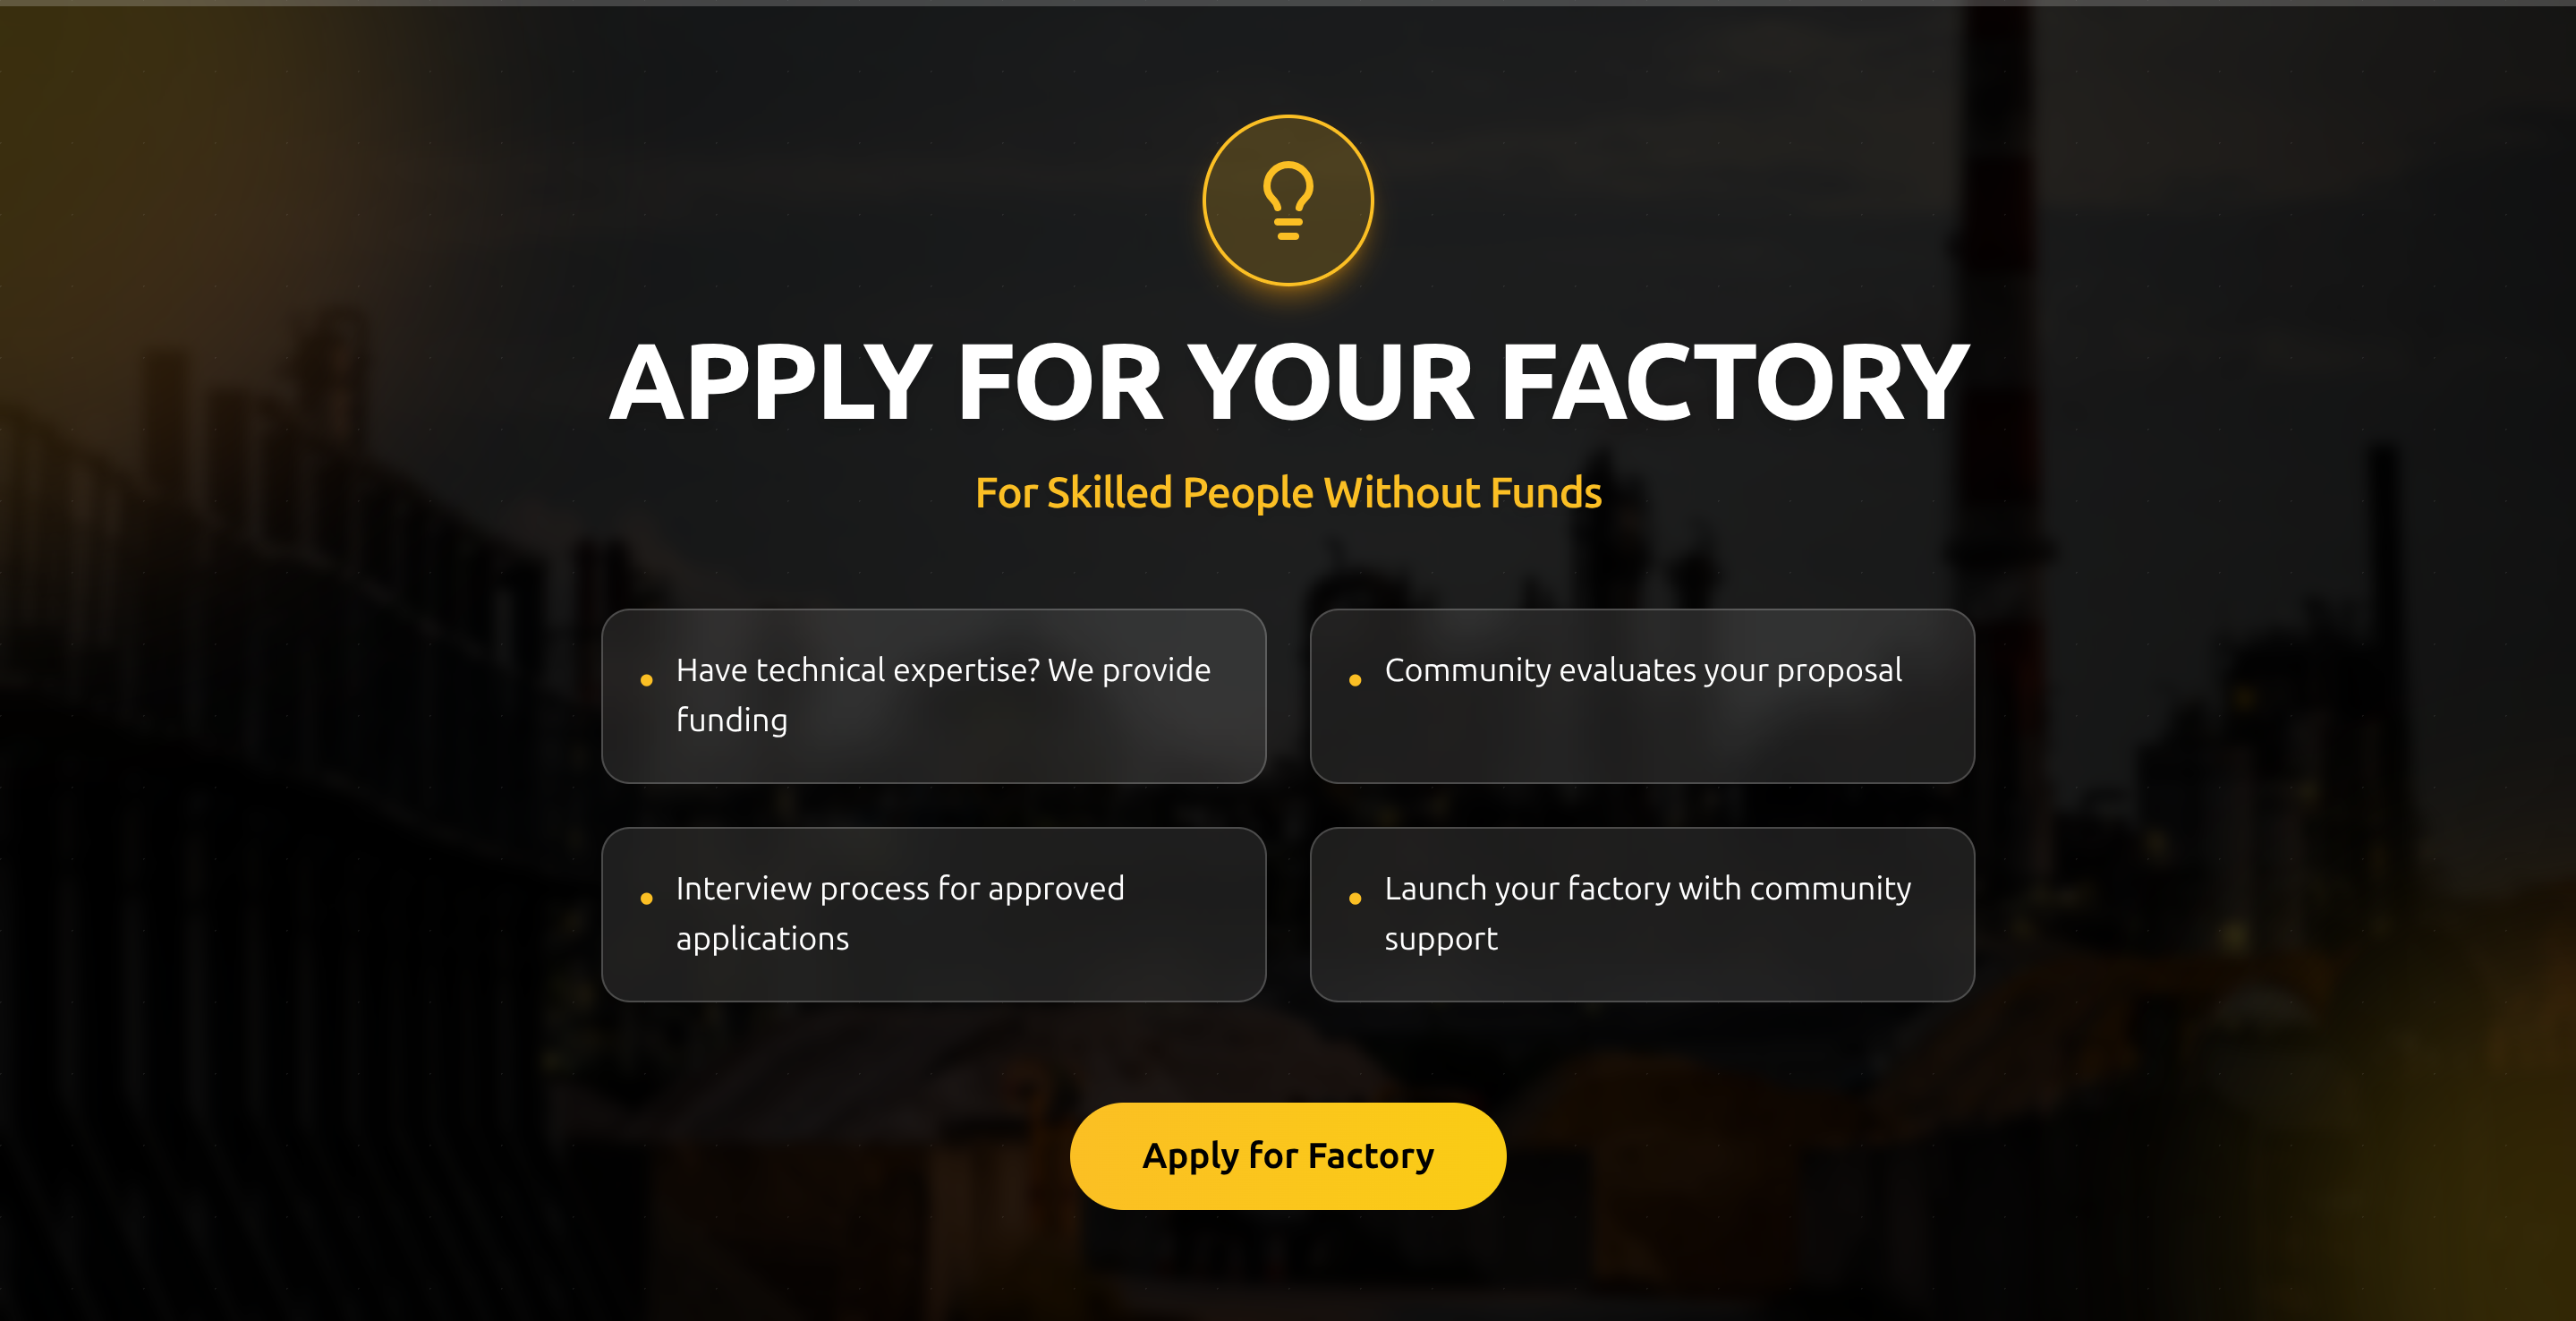 APPLY FOR YOUR FACTORY
For Skilled People Without Funds
Have technical expertise? We provide
funding
Community evaluates your proposal
Interview process for approved
applications
Launch your factory with community
support
Apply for Factory